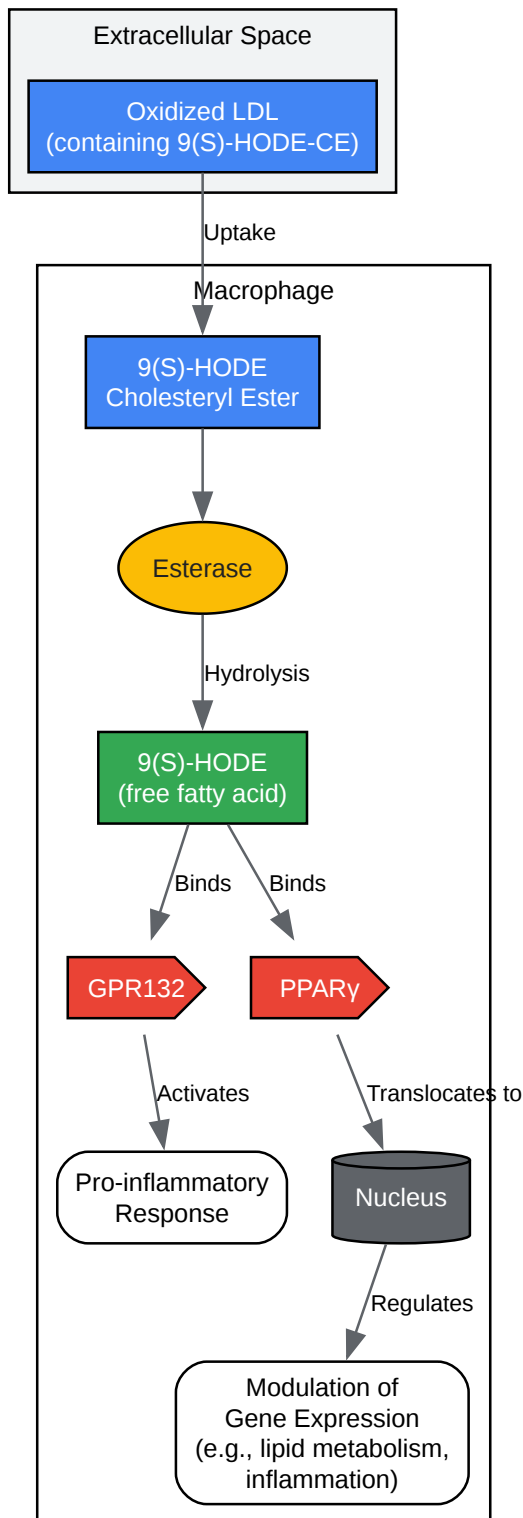 Extracellular Space
Oxidized LDL
(containing 9(S)-HODE-CE)
Uptake
Macrophage
9(S)-HODE
Cholesteryl Ester
Esterase
Hydrolysis
9(S)-HODE
(free fatty acid)
Binds
Binds
GPR132
PPARγ
Activates
Translocates to
Pro-inflammatory
Response
Nucleus
Regulates
Modulation of
Gene Expression
(e.g., lipid metabolism,
inflammation)